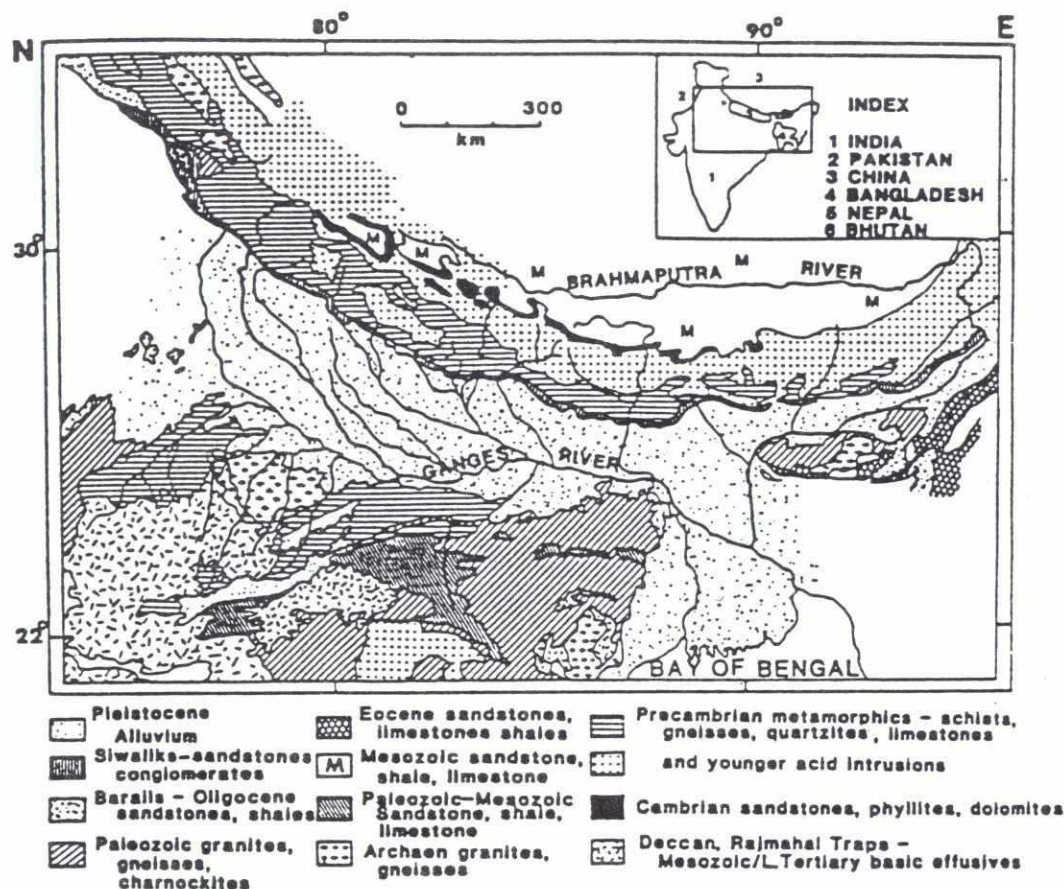 80°
90°
N
E
0 300
km
3
2
1
INDEX
1 INDIA
2 PAKISTAN
3 CHINA
4 BANGLADESH
5 NEPAL
6 BHUTAN
30°
M
M
M
M
BRAHMAPUTRA RIVER
M
M
GANGES RIVER
22°
BAY OF BENGAL
Pleistocene
Alluvium
Siwaliks-sandstones
conglomerates
Barails - Oligocene
sandstones, shales
Paleozoic granites,
gneisses,
charnockites
Eocene sandstones,
limestones shales
M
Mesozoic sandstone,
shale, limestone
Paleozoic-Mesozoic
Sandstone, shale,
limestone
Archaen granites,
gneisses
Precambrian metamorphics - schists,
gneisses, quartzites, limestones
and younger acid intrusions
Cambrian sandstones, phyllites, dolomites
Deccan, Rajmahal Traps -
Mesozoic/L.Tertiary basic effusives